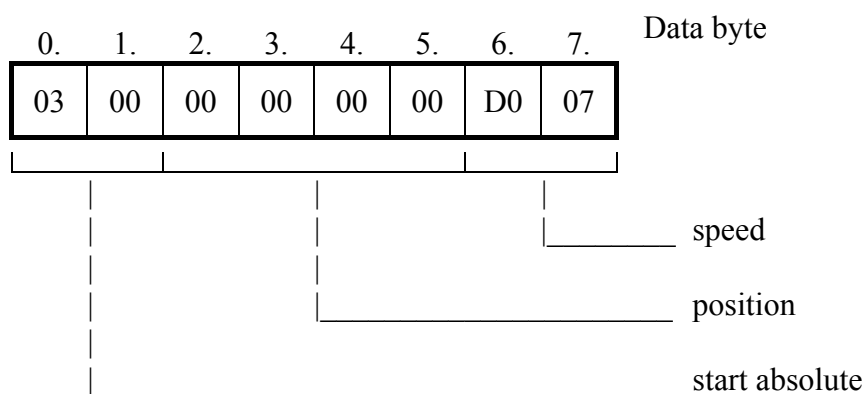 Data byte
0. 1. 2. 3. 4. 5. 6. 7.
03 00 00 00 00 00 D0 07
speed
position
start absolute